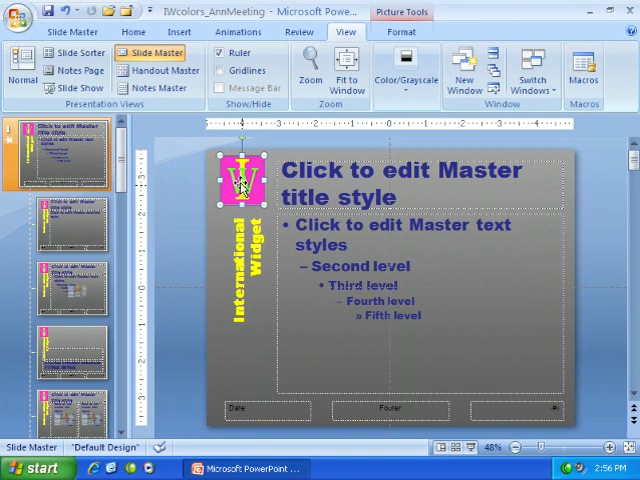 IWcolors_AnnMeeting - Microsoft Powe...
Picture Tools
Slide Master
Home
Insert
Animations
Review
View
Format
Normal
Slide Sorter
Notes Page
Slide Show
Slide Master
Handout Master
Notes Master
Presentation Views
Ruler
Gridlines
Message Bar
Show/Hide
Zoom
Fit to
Window
Zoom
Color/Grayscale
New
Window
Switch
Windows
Window
Macros
Macros
IW
International
Widget
Click to edit Master
title style
• Click to edit Master text
styles
– Second level
• Third level
– Fourth level
» Fifth level
Date
Footer
Slide Master
"Default Design"
48%
start
Microsoft PowerPoint ...
2:56 PM